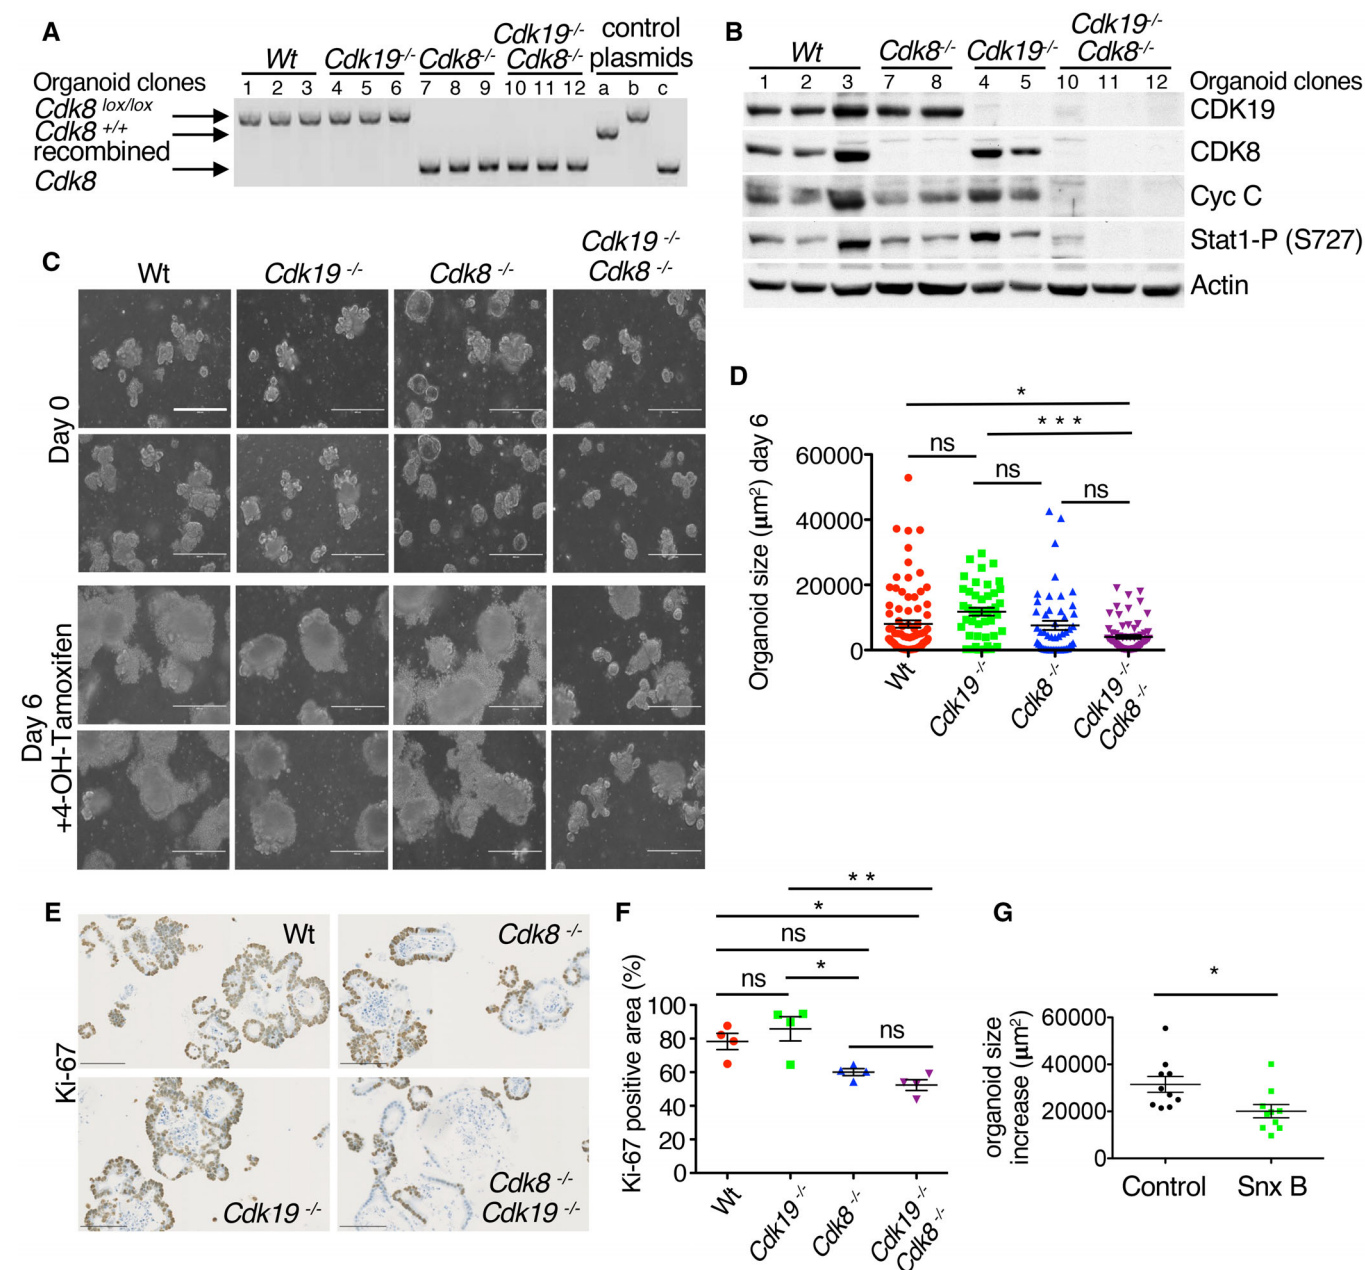 A
Wt
Cdk19-/-
Cdk8-/-
Cdk19-/-
Cdk8-/-
control
plasmids
Organoid clones
1 2 3 4 5 6 7 8 9 10 11 12 a b c
Cdk8 lox/lox
Cdk8 +/+
recombined
Cdk8
B
Wt
Cdk8-/-
Cdk19-/-
Cdk19-/-
Cdk8-/-
1 2 3 7 8 4 5 10 11 12 Organoid clones
CDK19
CDK8
Cyc C
Stat1-P (S727)
Actin
C
Wt
Cdk19 -/-
Cdk8 -/-
Cdk19 -/-
Cdk8 -/-
Day 0
Day 6
+4-OH-Tamoxifen
D
*
* * *
ns
ns
ns
Organoid size (µm²) day 6
60000
40000
20000
0
Wt
Cdk19 -/-
Cdk8 -/-
Cdk19 -/-
Cdk8 -/-
E
Ki-67
Wt
Cdk8 -/-
Cdk19 -/-
Cdk8 -/-
Cdk19 -/-
F
* *
*
ns
ns
*
ns
Ki-67 positive area (%)
100
80
60
40
20
0
Wt
Cdk19 -/-
Cdk8 -/-
Cdk19 -/-
Cdk8 -/-
G
*
organoid size
increase (µm²)
60000
40000
20000
0
Control
Snx B